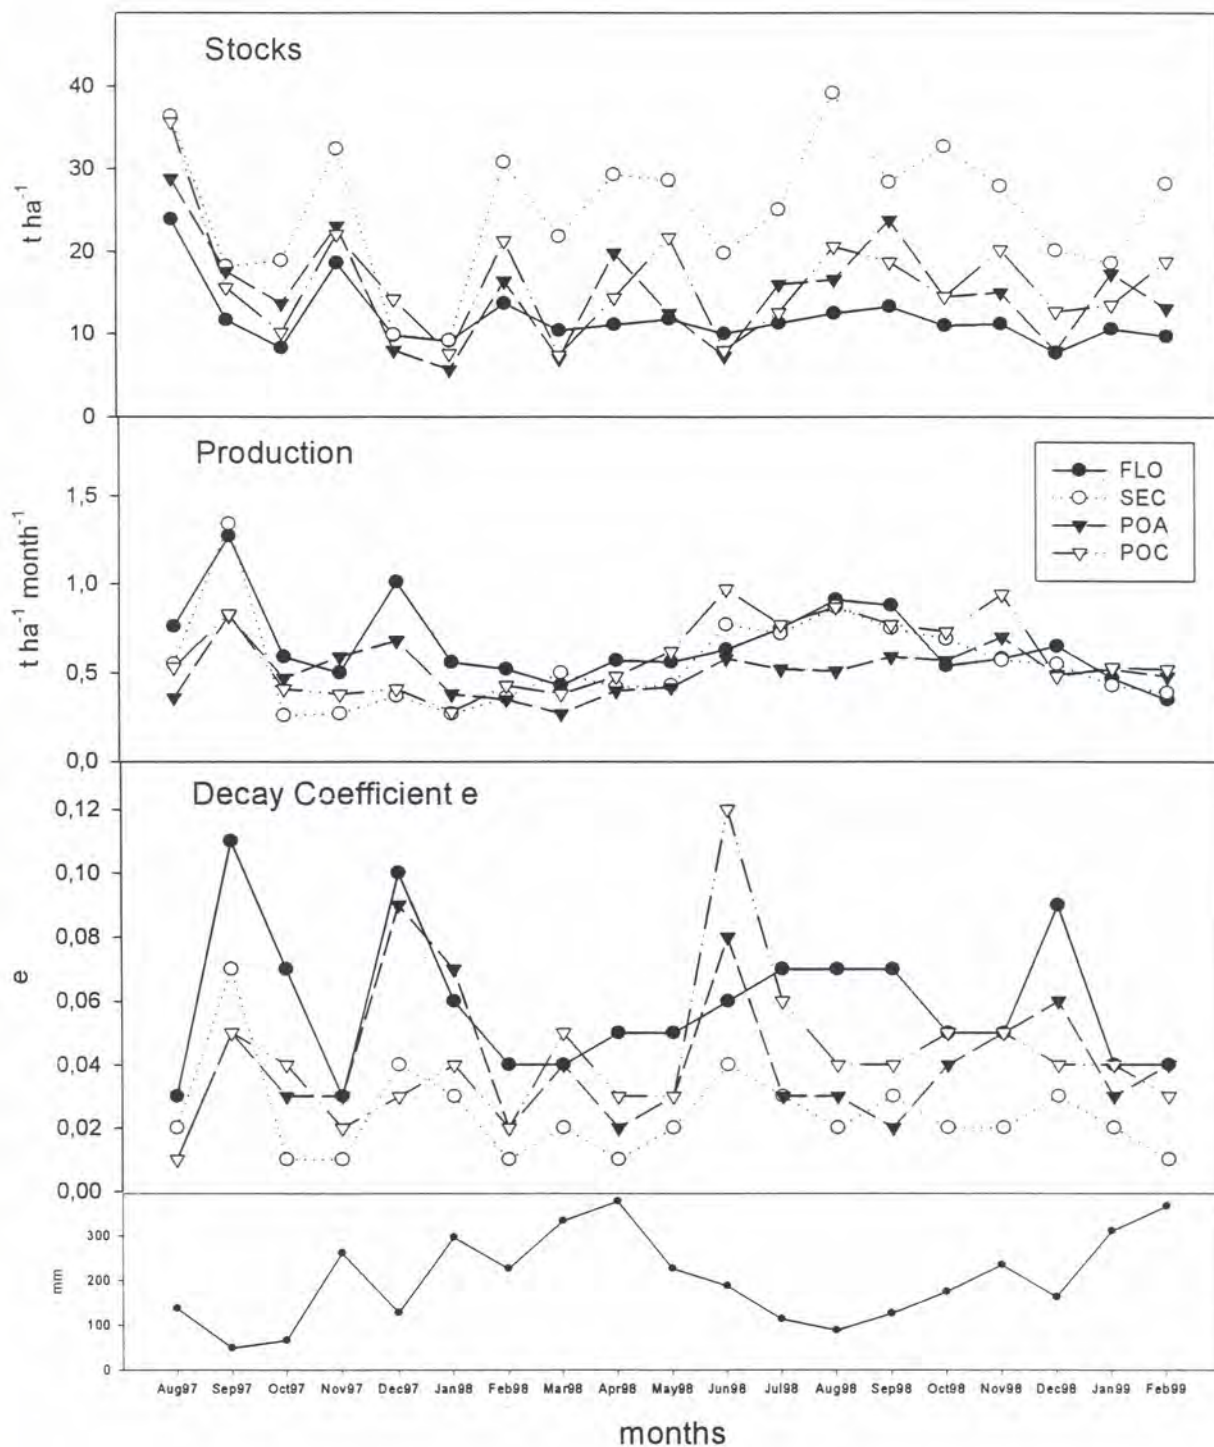 Stocks
40
30
20
10
0
t ha-1
Production
1,5
1,0
0,5
0,0
t ha-1 month-1
FLO
SEC
POA
POC
Decay Coefficient e
0,12
0,10
0,08
0,06
0,04
0,02
0,00
e
300
200
100
0
mm
Aug97 Sep97 Oct97 Nov97 Dec97 Jan98 Feb98 Mar98 Apr98 May98 Jun98 Jul98 Aug98 Sep98 Oct98 Nov98 Dec98 Jan99 Feb99
months